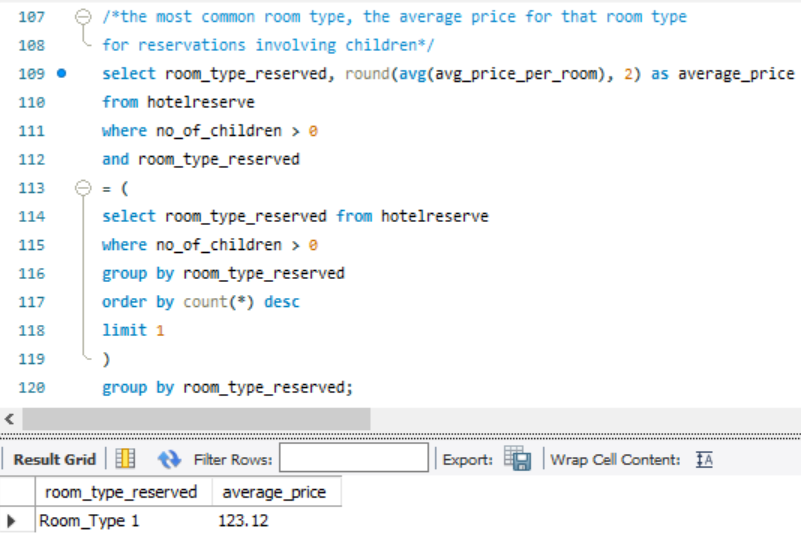 107 /*the most common room type, the average price for that room type
108 for reservations involving children*/
109 select room_type_reserved, round(avg(avg_price_per_room), 2) as average_price
110 from hotelreserve
111 where no_of_children > 0
112 and room_type_reserved
113 = (
114 select room_type_reserved from hotelreserve
115 where no_of_children > 0
116 group by room_type_reserved
117 order by count(*) desc
118 limit 1
119 )
120 group by room_type_reserved;
Result Grid Filter Rows: Export: Wrap Cell Content: IA
room_type_reserved average_price
Room_Type 1 123.12